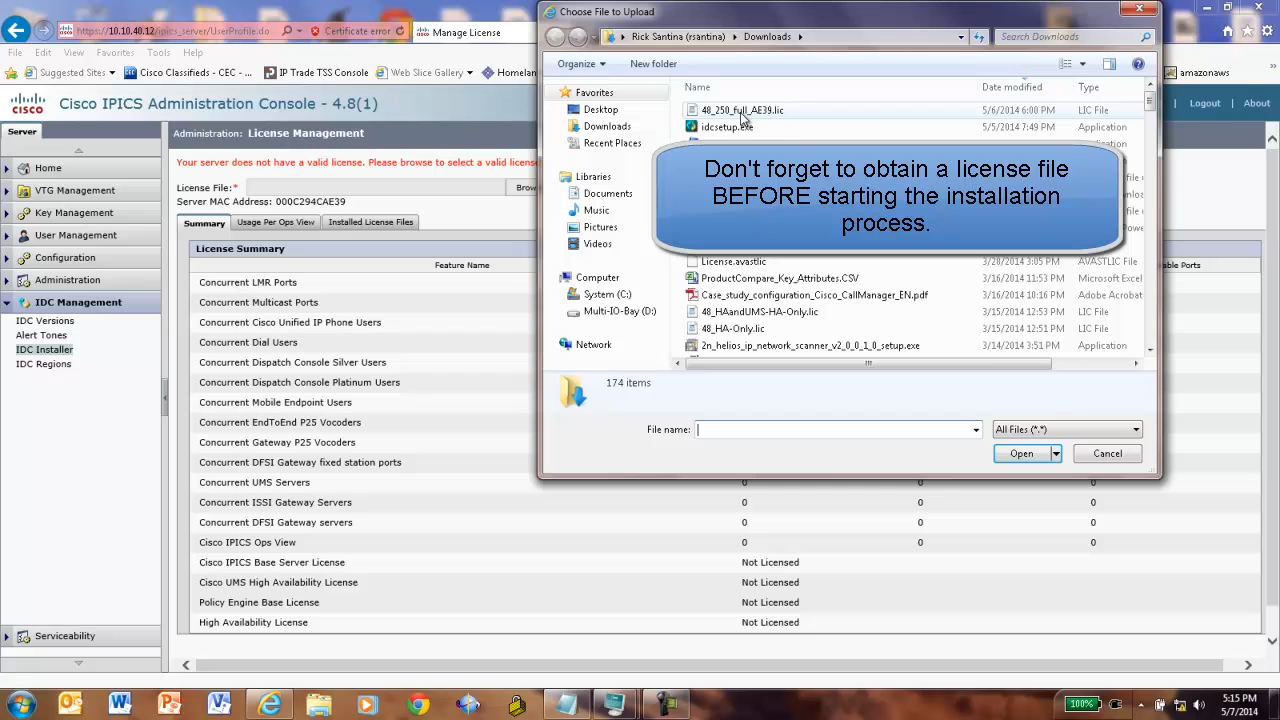 Choose File to Upload
https://10.10.40.12/ipics_server/UserProfile.do
Certificate error
Manage License
Rick Santina (rsantina)
Downloads
Search Downloads
File
Edit
View
Favorites
Tools
Help
Organize
New folder
Suggested Sites
Cisco Classifieds - CEC - ...
IP Trade TSS Console
Web Slice Gallery
Homelan
amazonaws
Cisco IPICS Administration Console - 4.8(1)
Logout
About
Name
Date modified
Type
Favorites
Desktop
Downloads
Recent Places
Libraries
Documents
Music
Pictures
Videos
Computer
System (C:)
Multi-IO-Bay (D:)
Network
48_250_full_AE39.lic
5/6/2014 6:00 PM
LIC File
idcsetup.exe
5/5/2014 7:49 PM
Application
Don't forget to obtain a license file
BEFORE starting the installation
process.
License.avastlic
3/28/2014 3:05 PM
AVASTLIC File
ProductCompare_Key_Attributes.CSV
3/16/2014 11:53 PM
Microsoft Excel
Case_study_configuration_Cisco_CallManager_EN.pdf
3/16/2014 10:16 PM
Adobe Acrobat
48_HAandUMS-HA-Only.lic
3/15/2014 12:53 PM
LIC File
48_HA-Only.lic
3/15/2014 12:51 PM
LIC File
2n_helios_ip_network_scanner_v2_0_0_1_0_setup.exe
3/14/2014 3:51 PM
Application
174 items
File name:
All Files (*.*)
Open
Cancel
Server
Home
VTG Management
Key Management
User Management
Configuration
Administration
IDC Management
IDC Versions
Alert Tones
IDC Installer
IDC Regions
Serviceability
Administration: License Management
Your server does not have a valid license. Please browse to select a valid license
License File:*
Brow
Server MAC Address: 000C294CAE39
Summary
Usage Per Ops View
Installed License Files
License Summary
Feature Name
able Ports
Concurrent LMR Ports
Concurrent Multicast Ports
Concurrent Cisco Unified IP Phone Users
Concurrent Dial Users
Concurrent Dispatch Console Silver Users
Concurrent Dispatch Console Platinum Users
Concurrent Mobile Endpoint Users
Concurrent EndToEnd P25 Vocoders
Concurrent Gateway P25 Vocoders
Concurrent DFSI Gateway fixed station ports
Concurrent UMS Servers 0 0 0
Concurrent ISSI Gateway Servers 0 0 0
Concurrent DFSI Gateway servers 0 0 0
Cisco IPICS Ops View 0 0 0
Cisco IPICS Base Server License Not Licensed
Cisco UMS High Availability License Not Licensed
Policy Engine Base License Not Licensed
High Availability License Not Licensed
100%
5:15 PM
5/7/2014